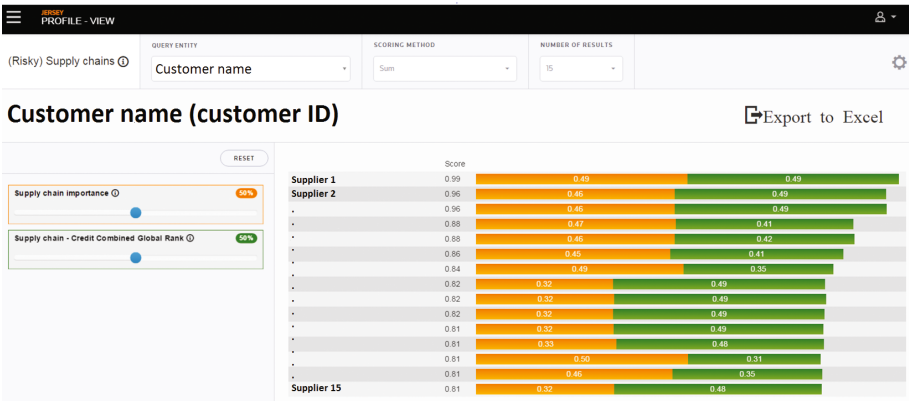 JERSEY
PROFILE - VIEW
(Risky) Supply chains
QUERY ENTITY
Customer name
SCORING METHOD
Sum
NUMBER OF RESULTS
15
Customer name (customer ID)
Export to Excel
RESET
Supply chain importance 50%
Supply chain - Credit Combined Global Rank 50%
Score
Supplier 1 0.99 0.49 0.49
Supplier 2 0.96 0.46 0.49
. 0.96 0.46 0.49
. 0.88 0.47 0.41
. 0.88 0.46 0.42
. 0.86 0.45 0.41
. 0.84 0.49 0.35
. 0.82 0.32 0.49
. 0.82 0.32 0.49
. 0.82 0.32 0.49
. 0.81 0.32 0.49
. 0.81 0.33 0.48
. 0.81 0.50 0.31
. 0.81 0.46 0.35
Supplier 15 0.81 0.32 0.48